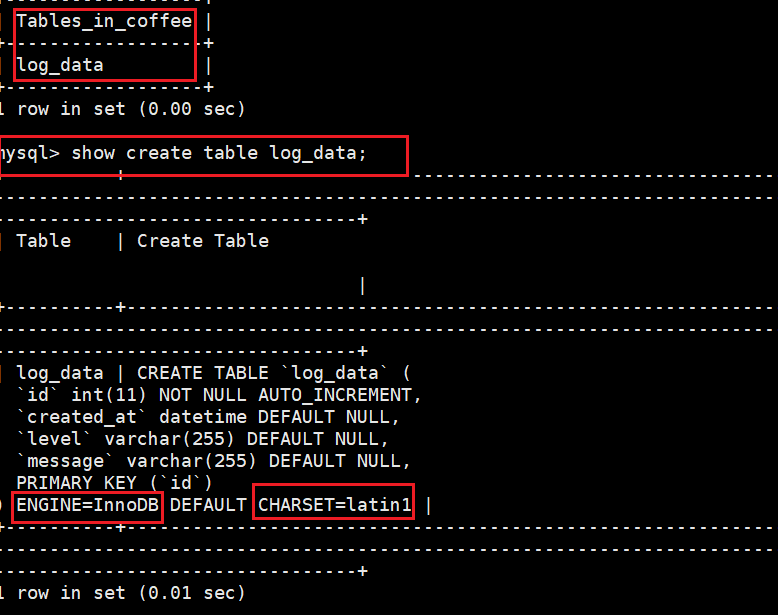 Tables_in_coffee |
+------------------+
log_data |
+------------------+
1 row in set (0.00 sec)
mysql> show create table log_data;
| Table | Create Table
|
| log_data | CREATE TABLE `log_data` (
`id` int(11) NOT NULL AUTO_INCREMENT,
`created_at` datetime DEFAULT NULL,
`level` varchar(255) DEFAULT NULL,
`message` varchar(255) DEFAULT NULL,
PRIMARY KEY (`id`)
) ENGINE=InnoDB DEFAULT CHARSET=latin1 |
1 row in set (0.01 sec)